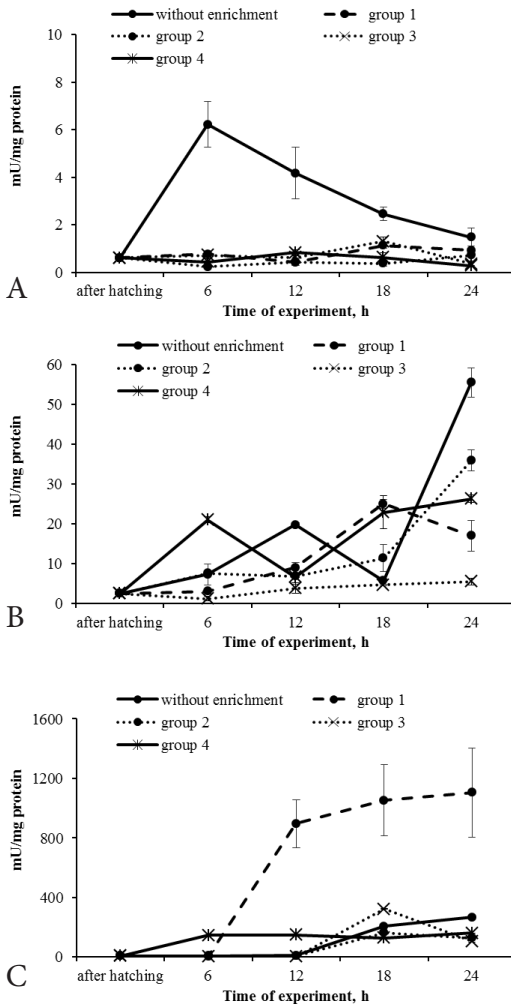 without enrichment group 1
group 2 group 3
group 4
10
8
6
4
2
0
mU/mg protein
after hatching 6 12 18 24
Time of experiment, h
A
without enrichment group 1
group 2 group 3
group 4
60
50
40
30
20
10
0
mU/mg protein
after hatching 6 12 18 24
Time of experiment, h
B
without enrichment group 1
group 2 group 3
group 4
1600
1200
800
400
0
mU/mg protein
after hatching 6 12 18 24
Time of experiment, h
C